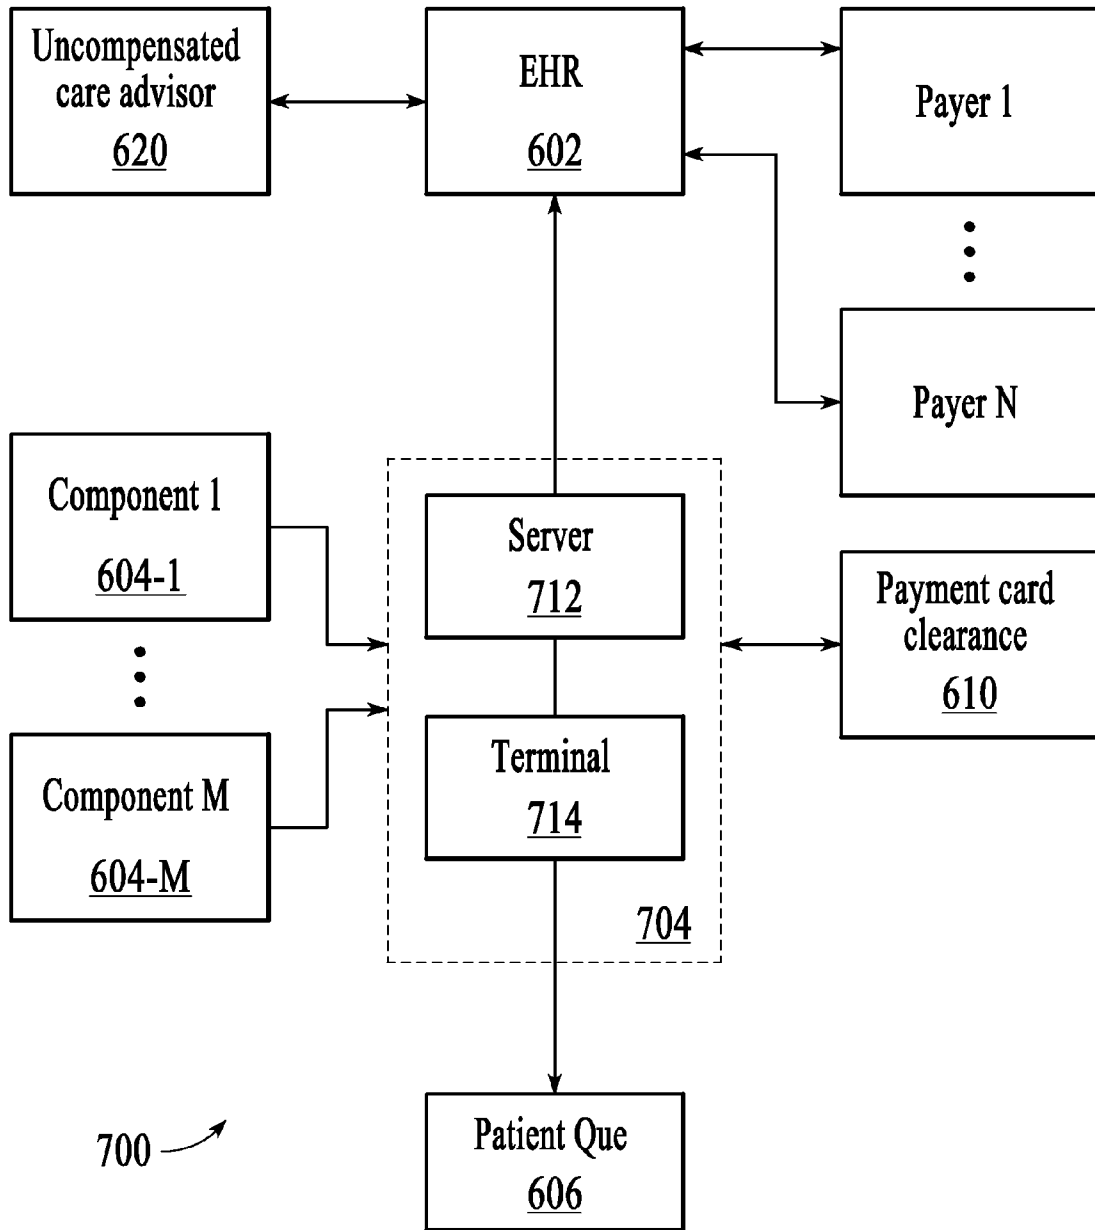 Uncompensated
care advisor
620
EHR
602
Payer 1
Payer N
Component 1
604-1
Server
712
Payment card
clearance
610
Component M
604-M
Terminal
714
704
700
Patient Que
606